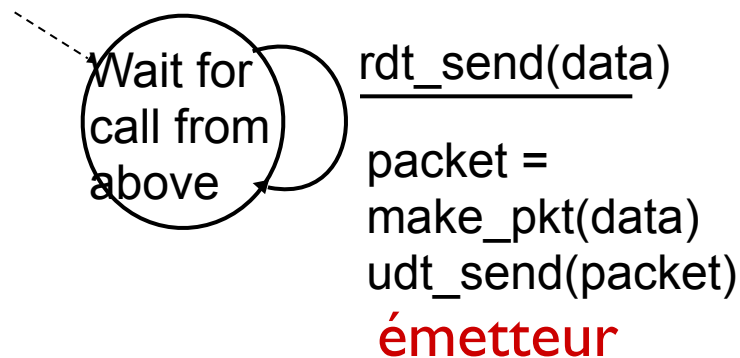 Wait for
call from
above
rdt_send(data)
packet =
make_pkt(data)
udt_send(packet)
émetteur